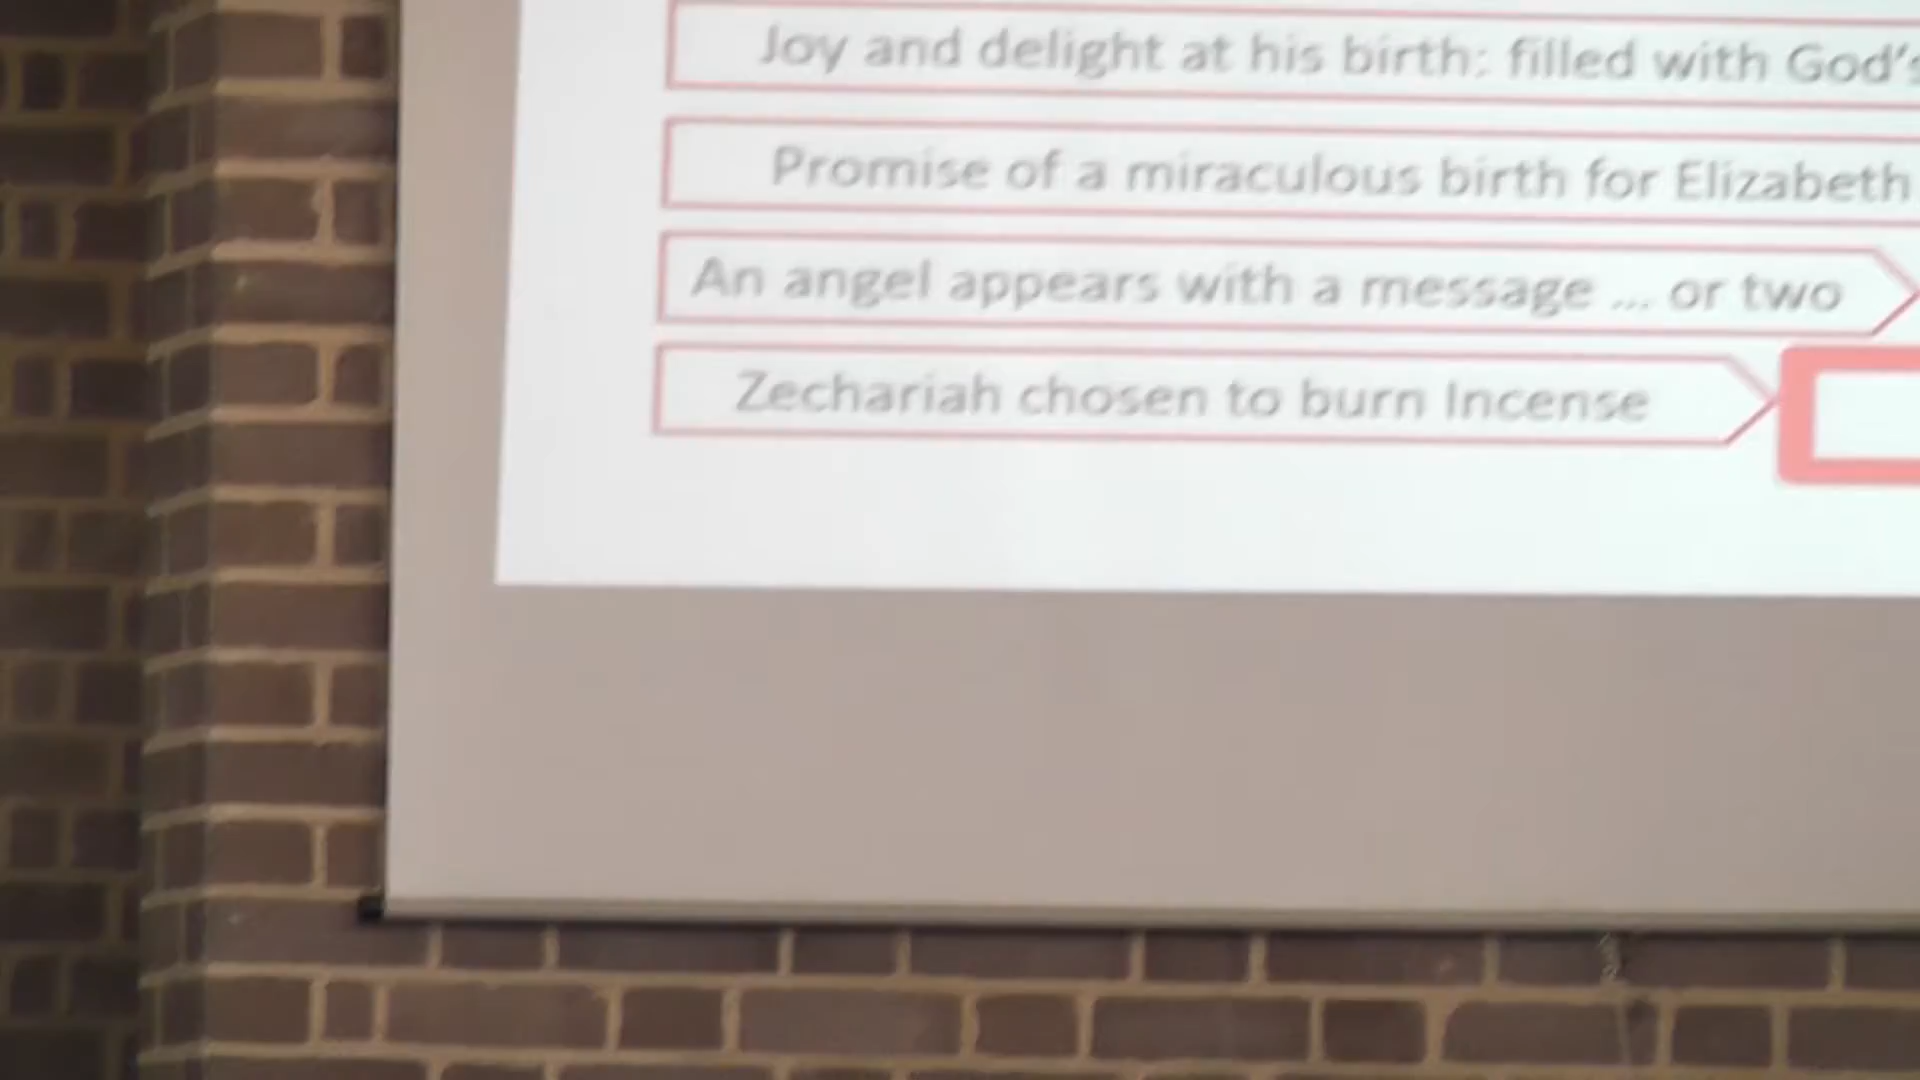 Joy and delight at his birth: filled with God's
Promise of a miraculous birth for Elizabeth
An angel appears with a message ... or two
Zechariah chosen to burn Incense